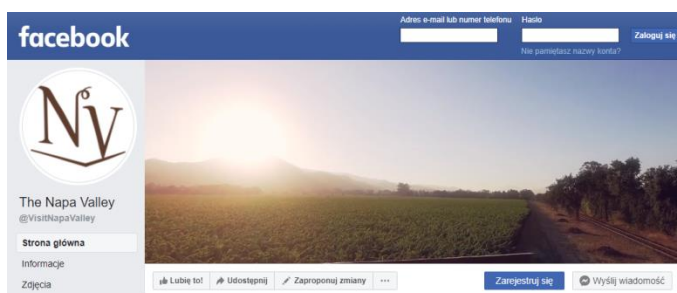 Adres e-mail lub numer telefonu
Hasło
facebook
Zaloguj się
Nie pamiętasz nazwy konta?
NV
The Napa Valley
@VisitNapaValley
Strona główna
Informacje
Zdjęcia
Lubię to!
Udostępnij
Zaproponuj zmiany
Zarejestruj się
Wyślij wiadomość